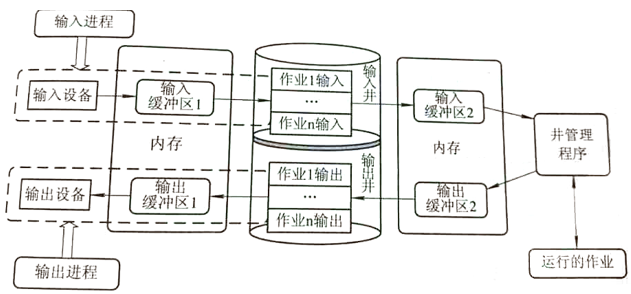 输入进程
输入设备
输入
缓冲区1
内存
作业1输入
…
作业n输入
输入井
输入
缓冲区2
内存
井管理
程序
运行的作业
输出井
作业1输出
…
作业n输出
输出
缓冲区2
输出
缓冲区1
输出设备
输出进程